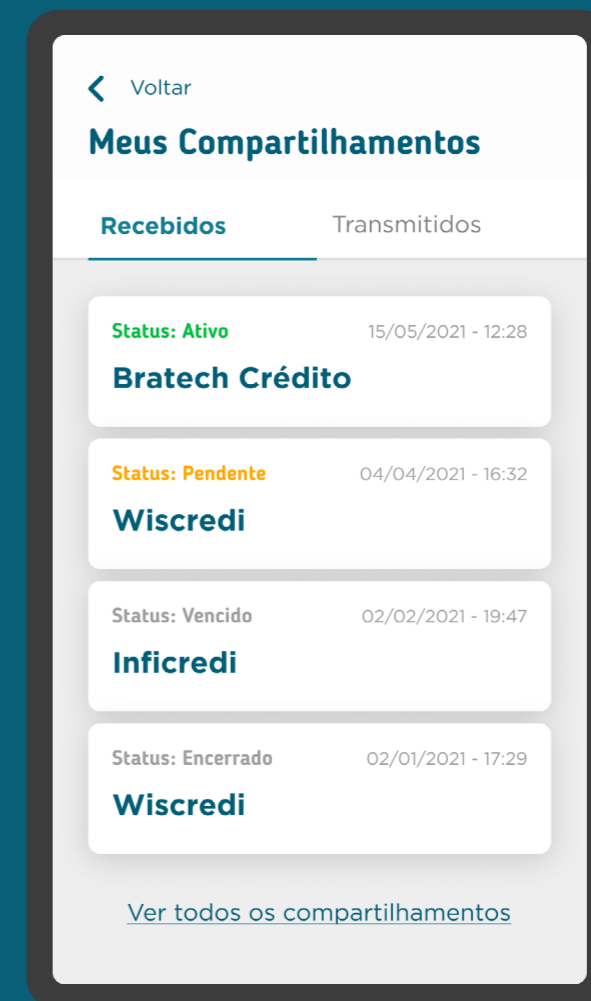 Voltar
Meus Compartilhamentos
Recebidos Transmitidos
Status: Ativo 15/05/2021 - 12:28
Bratech Crédito
Status: Pendente 04/04/2021 - 16:32
Wiscredi
Status: Vencido 02/02/2021 - 19:47
Inficredi
Status: Encerrado 02/01/2021 - 17:29
Wiscredi
Ver todos os compartilhamentos